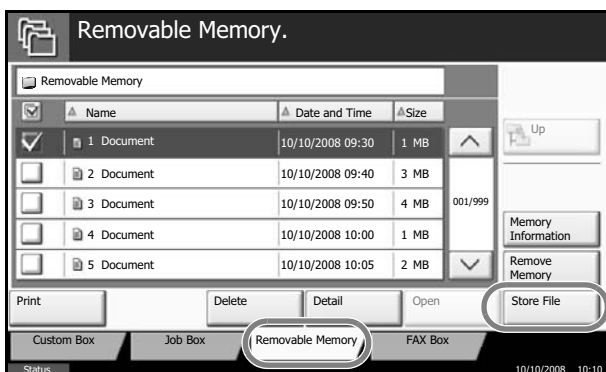 Removable Memory.
Removable Memory
Name Date and Time Size
1 Document 10/10/2008 09:30 1 MB
Up
2 Document 10/10/2008 09:40 3 MB
3 Document 10/10/2008 09:50 4 MB
001/999
4 Document 10/10/2008 10:00 1 MB
Memory
Information
5 Document 10/10/2008 10:05 2 MB
Remove
Memory
Print Delete Detail Open Store File
Custom Box Job Box Removable Memory FAX Box
Status 10/10/2008 10:10